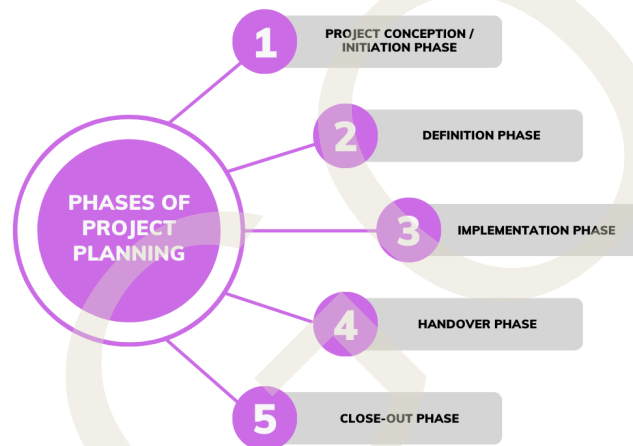 1
PROJECT CONCEPTION /
INITIATION PHASE
2
DEFINITION PHASE
PHASES OF
PROJECT
PLANNING
3
IMPLEMENTATION PHASE
4
HANDOVER PHASE
5
CLOSE-OUT PHASE